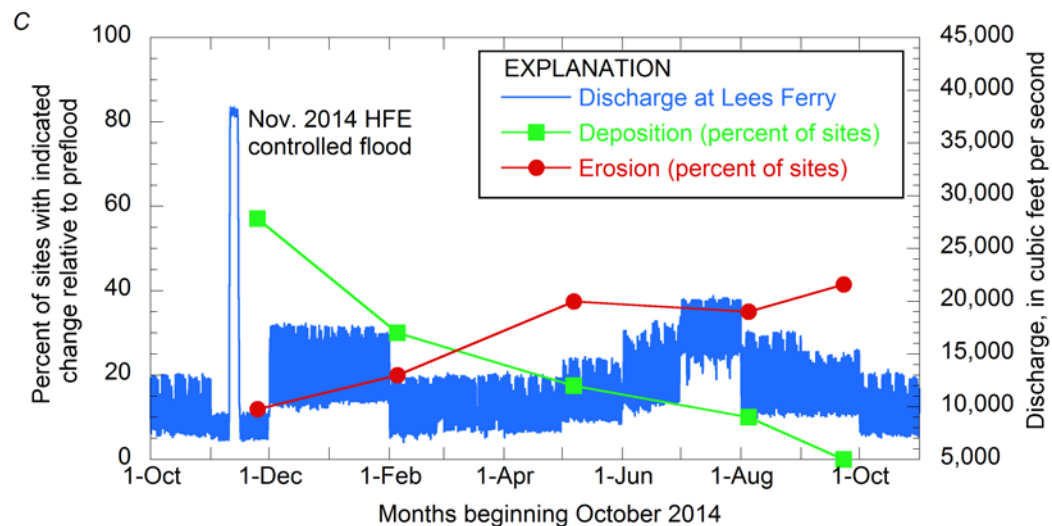 C
100
80
60
40
20
0
Percent of sites with indicated
change relative to preflood
Nov. 2014 HFE
controlled flood
EXPLANATION
Discharge at Lees Ferry
Deposition (percent of sites)
Erosion (percent of sites)
45,000
40,000
35,000
30,000
25,000
20,000
15,000
10,000
5,000
Discharge, in cubic feet per second
1-Oct
1-Dec
1-Feb
1-Apr
1-Jun
1-Aug
1-Oct
Months beginning October 2014